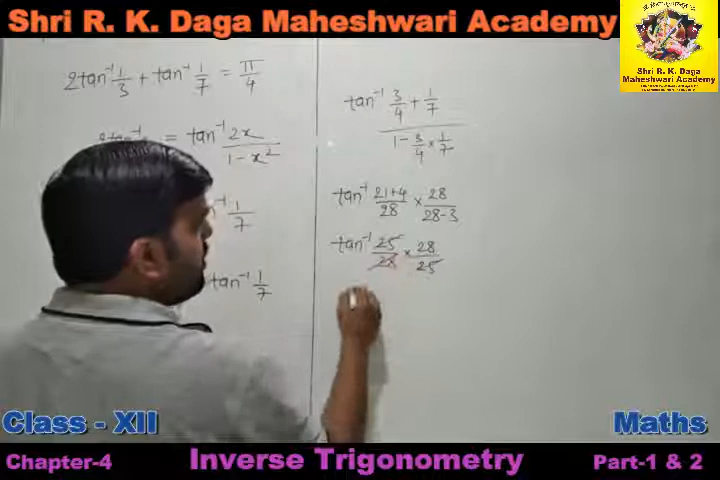 Shri R. K. Daga Maheshwari Academy
Shri R. K. Daga
Maheshwari Academy
2tan⁻¹ 1/3 + tan⁻¹ 1/7 = π/4
= tan⁻¹ 2x/(1 - x²)
1/7
tan⁻¹ 1/7
tan⁻¹ (3/4 + 1/7)/(1 - 3/4 × 1/7)
tan⁻¹ (21+4)/28 × 28/(28-3)
tan⁻¹ 25/28 × 28/25
Class - XII
Maths
Chapter-4
Inverse Trigonometry
Part-1 & 2